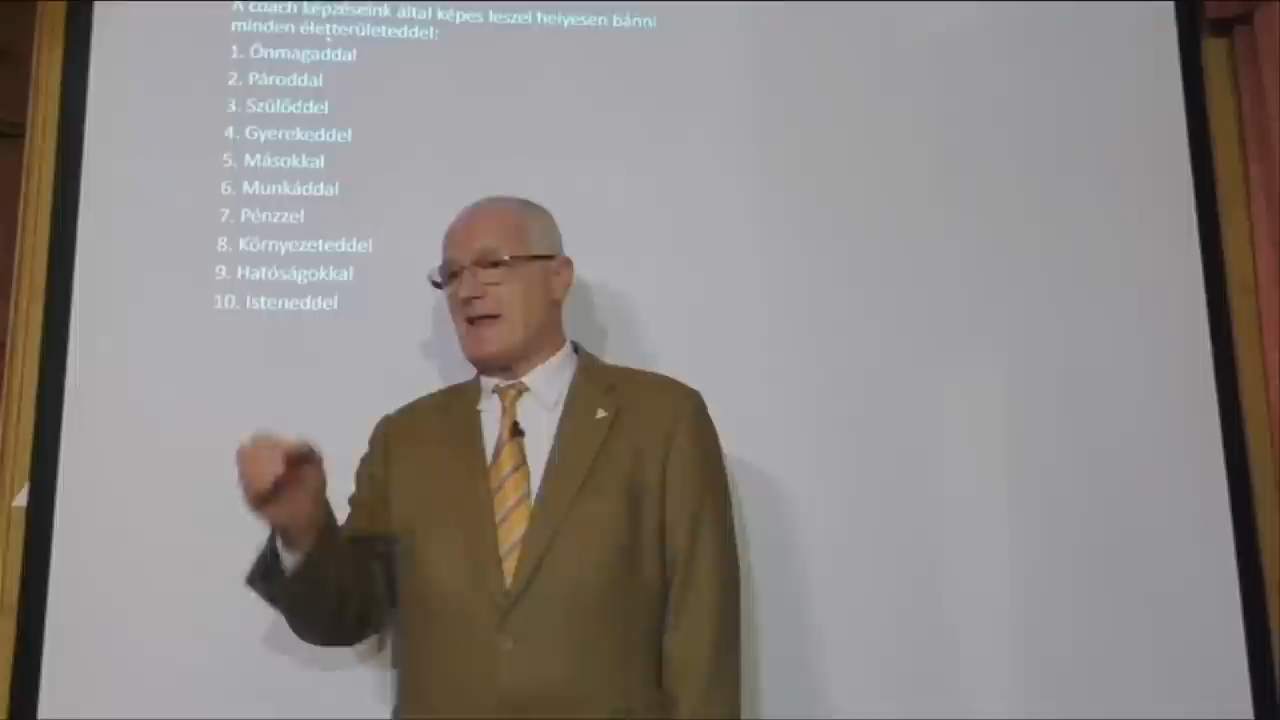 A coach képzéseink által képes leszel helyesen bánni
minden életterületeddel:
1. Önmagaddal
2. Pároddal
3. Szülőddel
4. Gyerekeddel
5. Másokkal
6. Munkáddal
7. Pénzzel
8. Környezeteddel
9. Hatóságokkal
10. Isteneddel